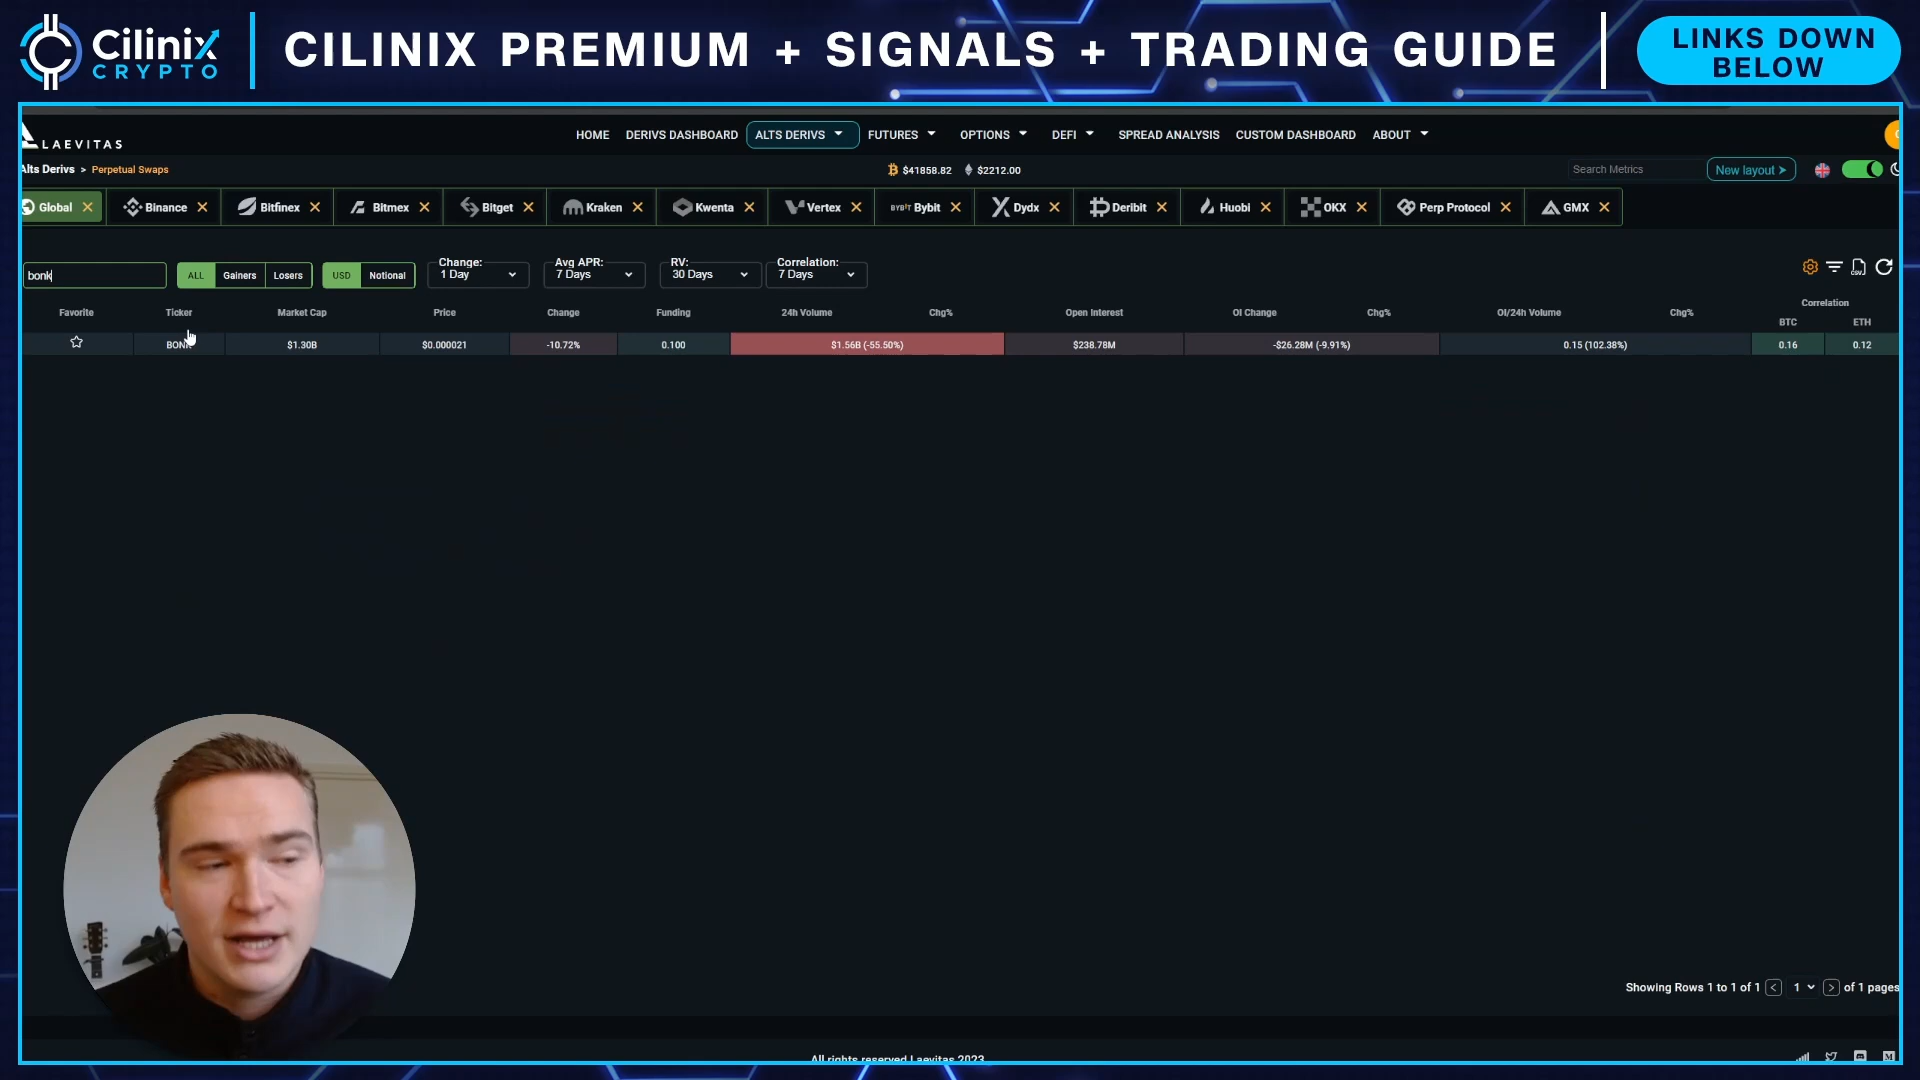 Cilinix
CRYPTO
CILINIX PREMIUM + SIGNALS + TRADING GUIDE
LINKS DOWN
BELOW
LAEVITAS
HOME DERIVS DASHBOARD ALTS DERIVS FUTURES OPTIONS DEFI SPREAD ANALYSIS CUSTOM DASHBOARD ABOUT
Alts Derivs > Perpetual Swaps
$41858.82 $2212.00
Search Metrics
New layout ➤
Global Binance Bitfinex Bitmex Bitget Kraken Kwenta Vertex BYBIT Bybit Dydx Deribit Huobi OKX Perp Protocol GMX
bonk
ALL Gainers Losers
USD Notional
Change:
1 Day
Avg APR:
7 Days
RV:
30 Days
Correlation:
7 Days
CSV
Favorite Ticker Market Cap Price Change Funding 24h Volume Chg% Open Interest OI Change Chg% OI/24h Volume Chg% Correlation
BTC ETH
BONK $1.30B $0.000021 -10.72% 0.100 $1.56B (-55.50%) $238.78M -$26.28M (-9.91%) 0.15 (102.38%) 0.16 0.12
Showing Rows 1 to 1 of 1 < 1 > of 1 pages
All rights reserved Laevitas 2023